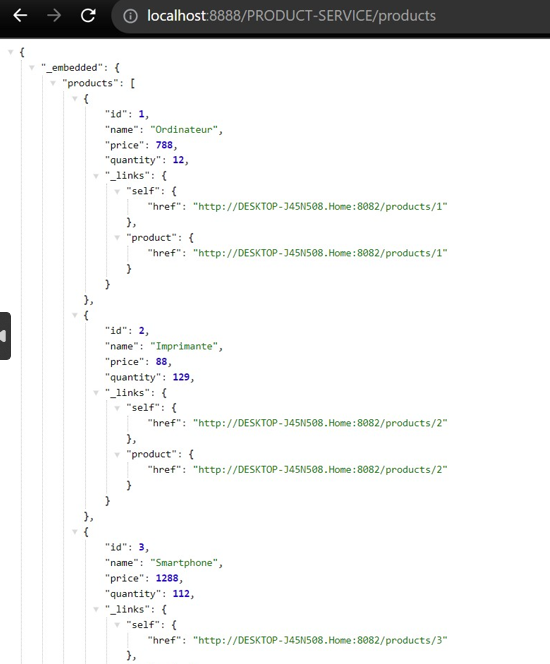 localhost:8888/PRODUCT-SERVICE/products
{
"_embedded": {
"products": [
{
"id": 1,
"name": "Ordinateur",
"price": 788,
"quantity": 12,
"_links": {
"self": {
"href": "http://DESKTOP-J45N508.Home:8082/products/1"
},
"product": {
"href": "http://DESKTOP-J45N508.Home:8082/products/1"
}
}
},
{
"id": 2,
"name": "Imprimante",
"price": 88,
"quantity": 129,
"_links": {
"self": {
"href": "http://DESKTOP-J45N508.Home:8082/products/2"
},
"product": {
"href": "http://DESKTOP-J45N508.Home:8082/products/2"
}
}
},
{
"id": 3,
"name": "Smartphone",
"price": 1288,
"quantity": 112,
"_links": {
"self": {
"href": "http://DESKTOP-J45N508.Home:8082/products/3"
},